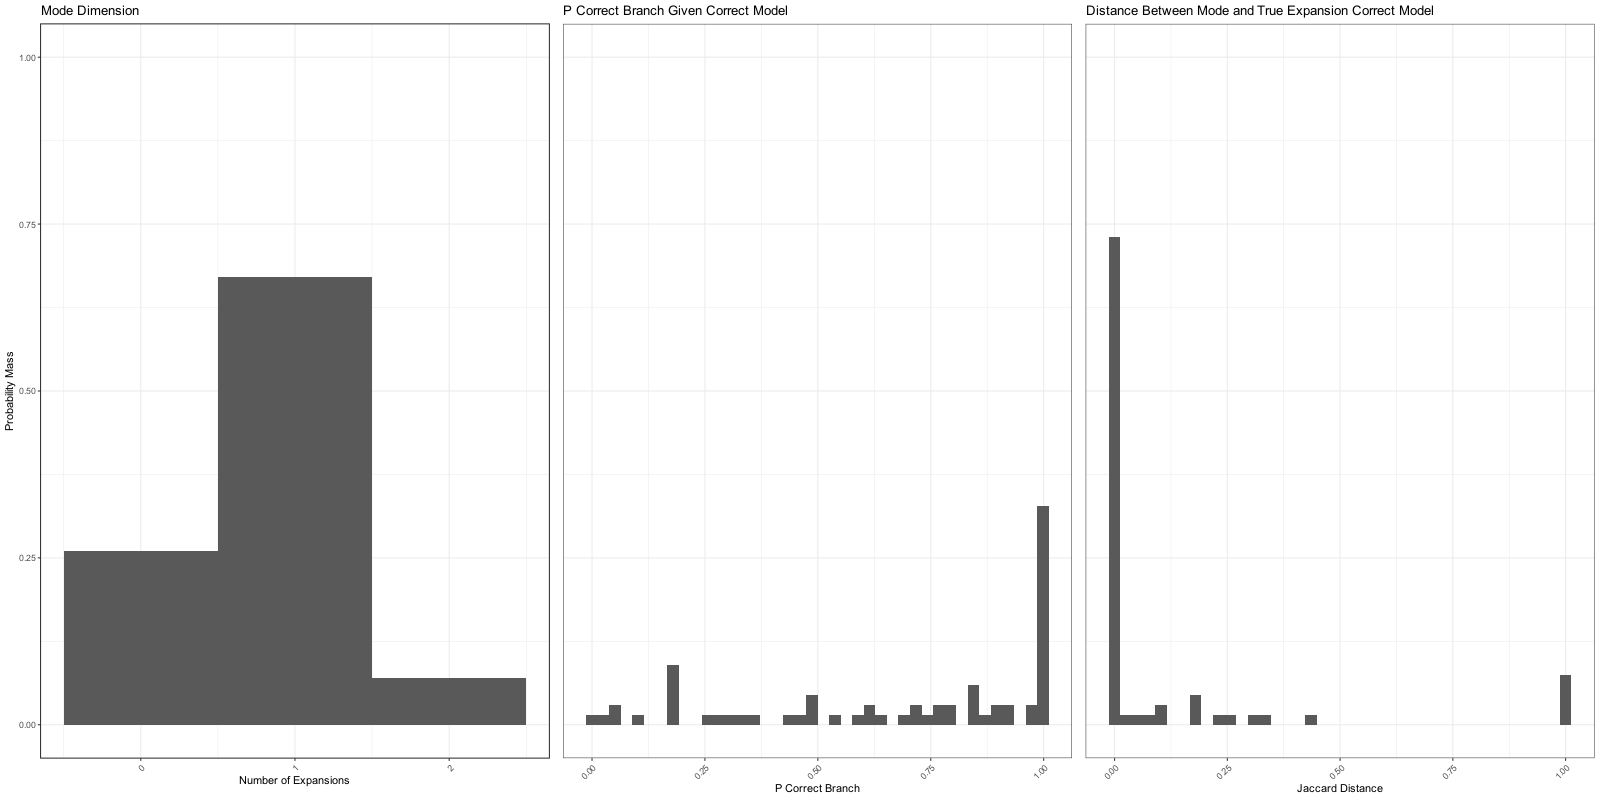 Mode Dimension
P Correct Branch Given Correct Model
Distance Between Mode and True Expansion Correct Model
1.00
0.75
0.50
0.25
0.00
Probability Mass
0
1
2
0.00
0.25
0.50
0.75
1.00
0.00
0.25
0.50
0.75
1.00
Number of Expansions
P Correct Branch
Jaccard Distance